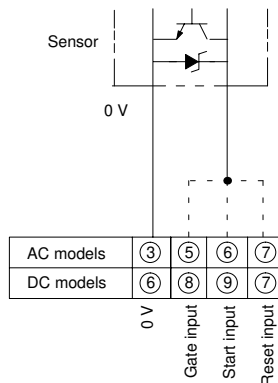 Sensor
0 V
AC models ③ ⑤ ⑥ ⑦
DC models ⑥ ⑧ ⑨ ⑦
0 V
Gate input
Start input
Reset input